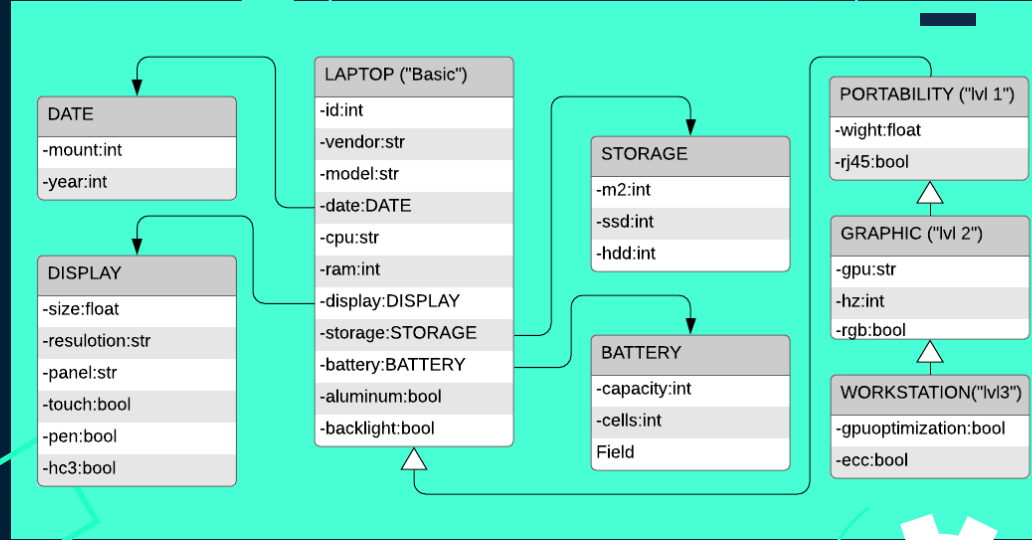 DATE
-mount:int
-year:int
DISPLAY
-size:float
-resulotion:str
-panel:str
-touch:bool
-pen:bool
-hc3:bool
LAPTOP ("Basic")
-id:int
-vendor:str
-model:str
-date:DATE
-cpu:str
-ram:int
-display:DISPLAY
-storage:STORAGE
-battery:BATTERY
-aluminum:bool
-backlight:bool
STORAGE
-m2:int
-ssd:int
-hdd:int
BATTERY
-capacity:int
-cells:int
Field
PORTABILITY ("lvl 1")
-wight:float
-rj45:bool
GRAPHIC ("lvl 2")
-gpu:str
-hz:int
-rgb:bool
WORKSTATION("lvl3")
-gpuoptimization:bool
-ecc:bool